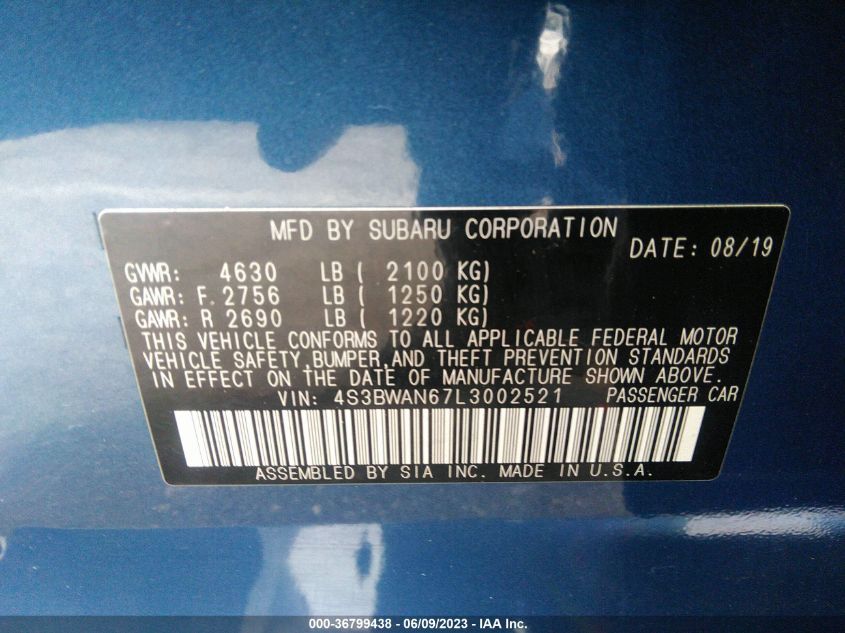 MFD BY SUBARU CORPORATION
DATE: 08/19
GVWR: 4630 LB ( 2100 KG)
GAWR: F. 2756 LB ( 1250 KG)
GAWR: R 2690 LB ( 1220 KG)
THIS VEHICLE CONFORMS TO ALL APPLICABLE FEDERAL MOTOR
VEHICLE SAFETY, BUMPER, AND THEFT PREVENTION STANDARDS
IN EFFECT ON THE DATE OF MANUFACTURE SHOWN ABOVE.
VIN: 4S3BWAN67L3002521 PASSENGER CAR
ASSEMBLED BY SIA INC. MADE IN U.S.A.
000-36799438 - 06/09/2023 - IAA Inc.